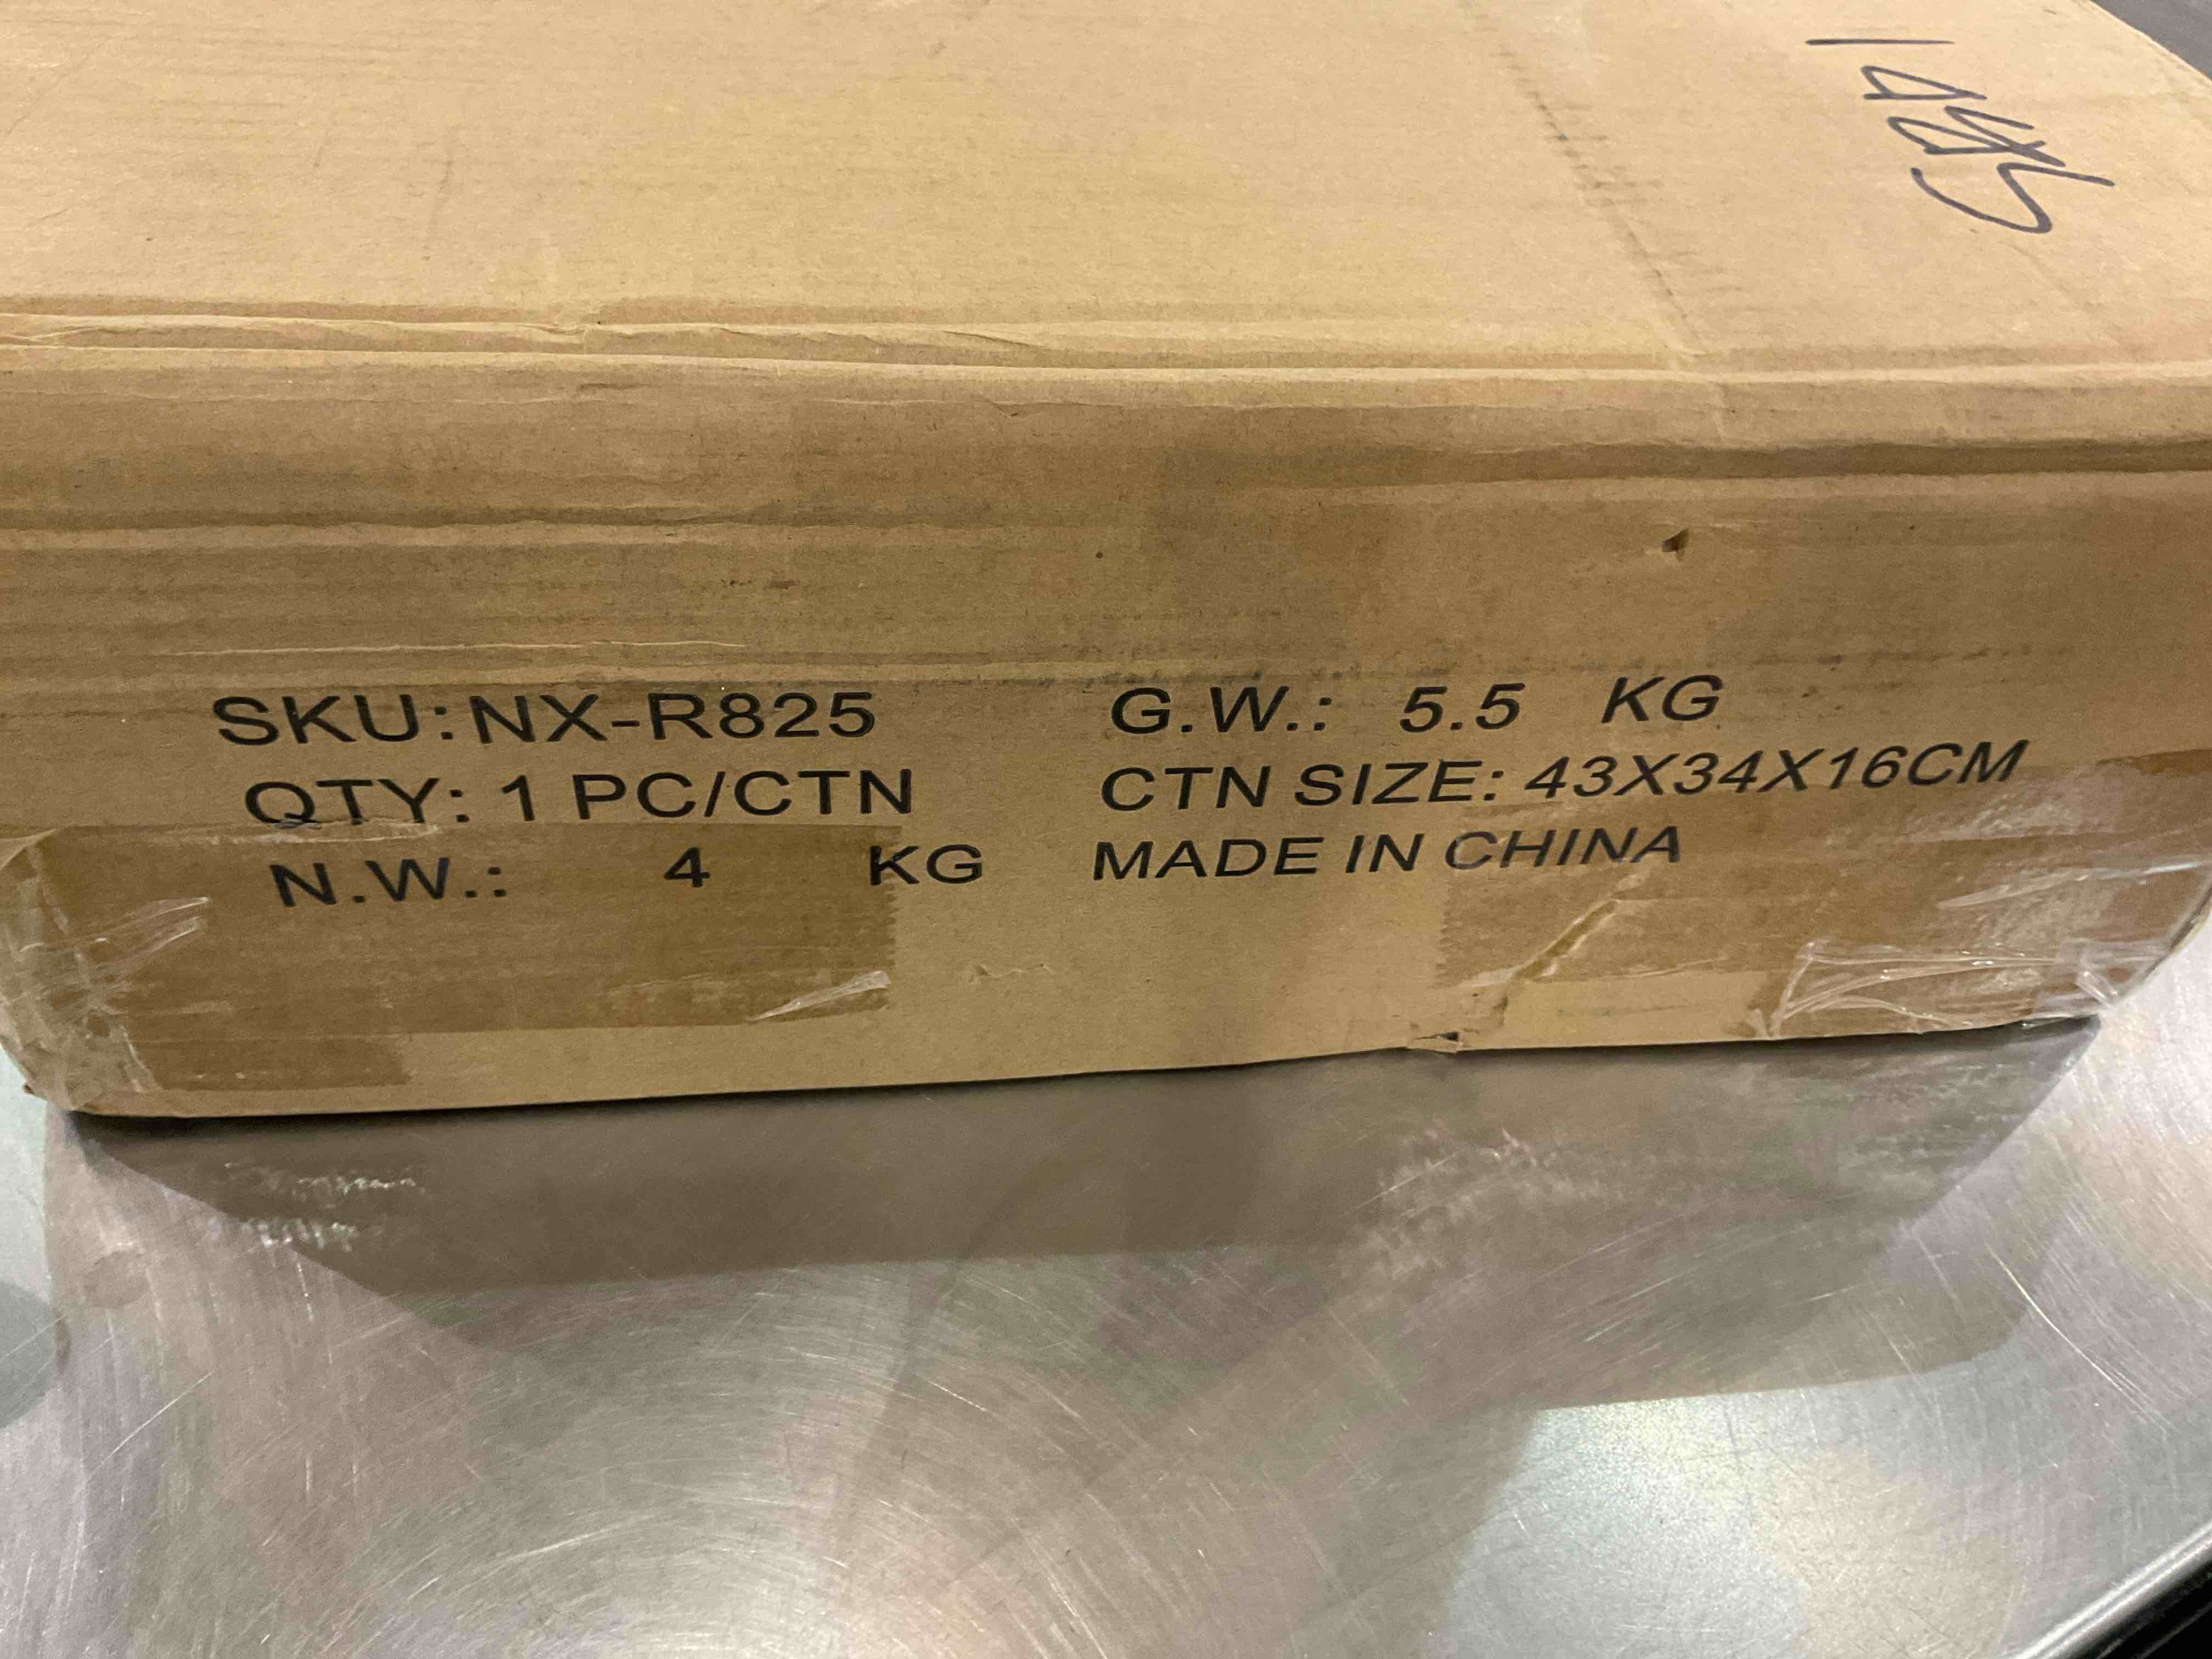 SKU:NX-R825
QTY: 1 PC/CTN
N.W.: 4 KG
G.W.: 5.5 KG
CTN SIZE: 43X34X16CM
MADE IN CHINA